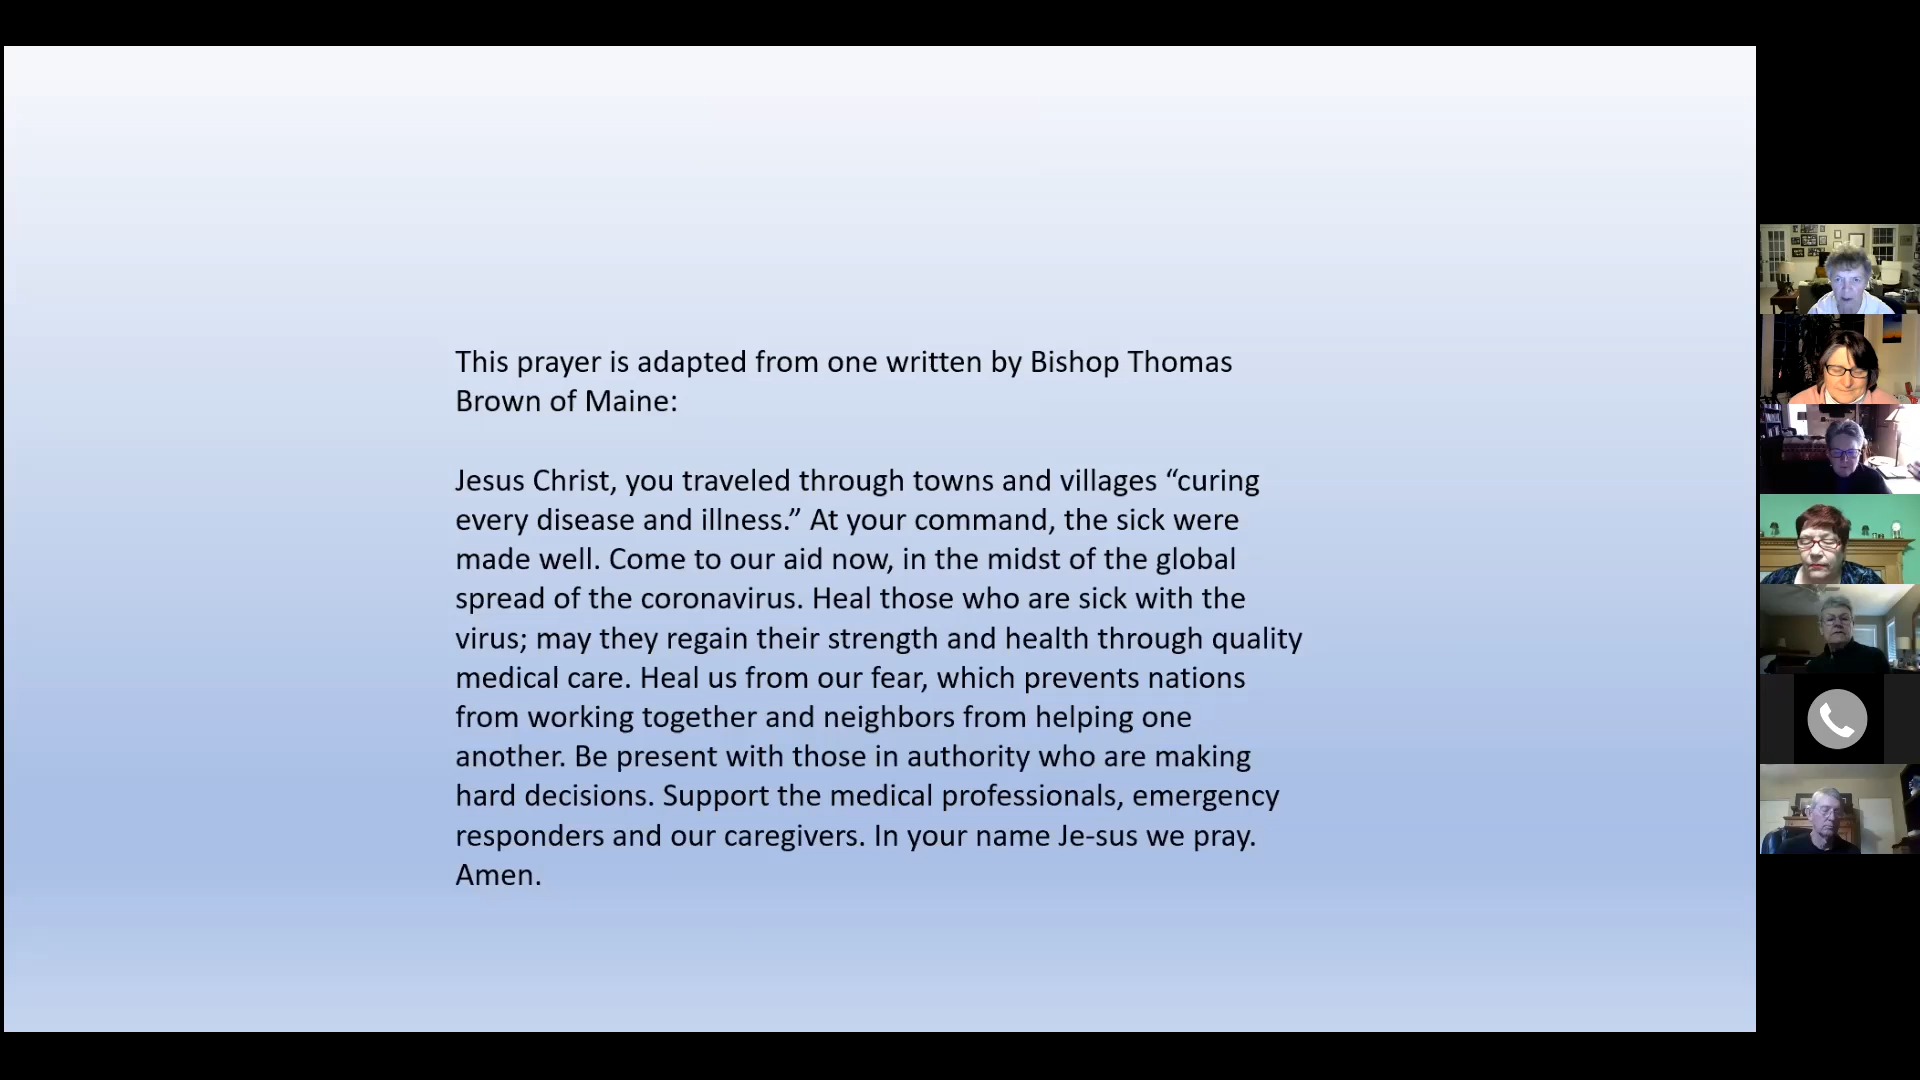 This prayer is adapted from one written by Bishop Thomas
Brown of Maine:
Jesus Christ, you traveled through towns and villages “curing
every disease and illness.” At your command, the sick were
made well. Come to our aid now, in the midst of the global
spread of the coronavirus. Heal those who are sick with the
virus; may they regain their strength and health through quality
medical care. Heal us from our fear, which prevents nations
from working together and neighbors from helping one
another. Be present with those in authority who are making
hard decisions. Support the medical professionals, emergency
responders and our caregivers. In your name Je-sus we pray.
Amen.